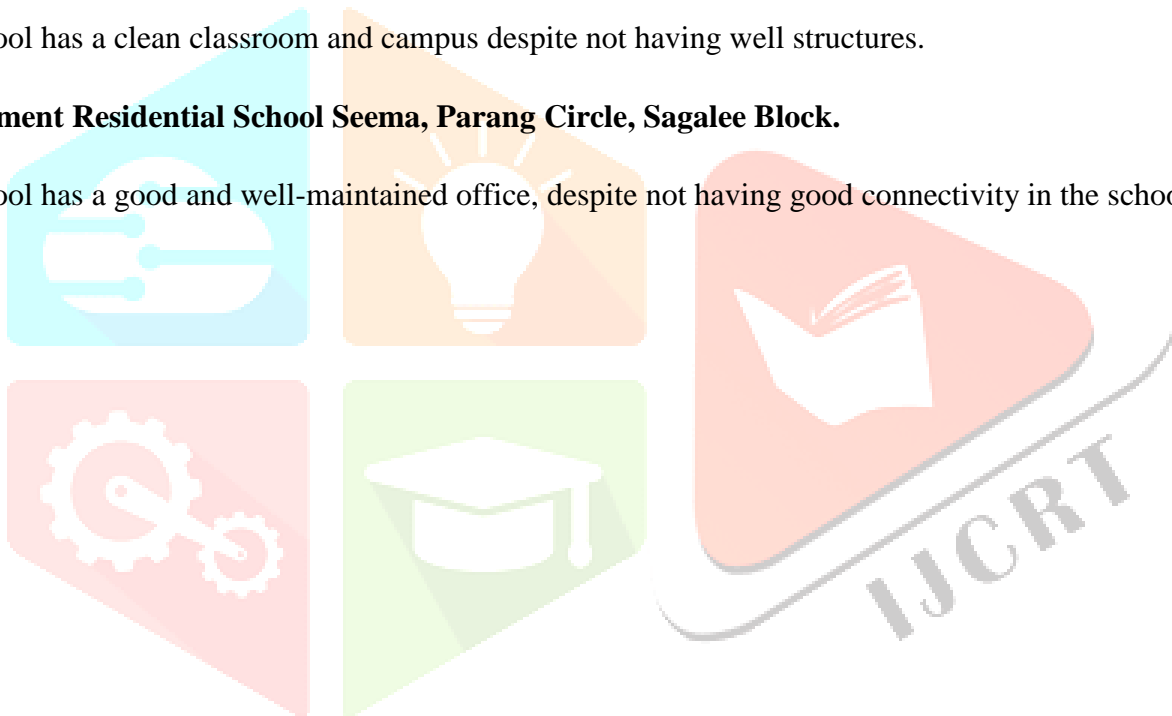 ool has a clean classroom and campus despite not having well structures.
ment Residential School Seema, Parang Circle, Sagalee Block.
ool has a good and well-maintained office, despite not having good connectivity in the schoo
IJCRT